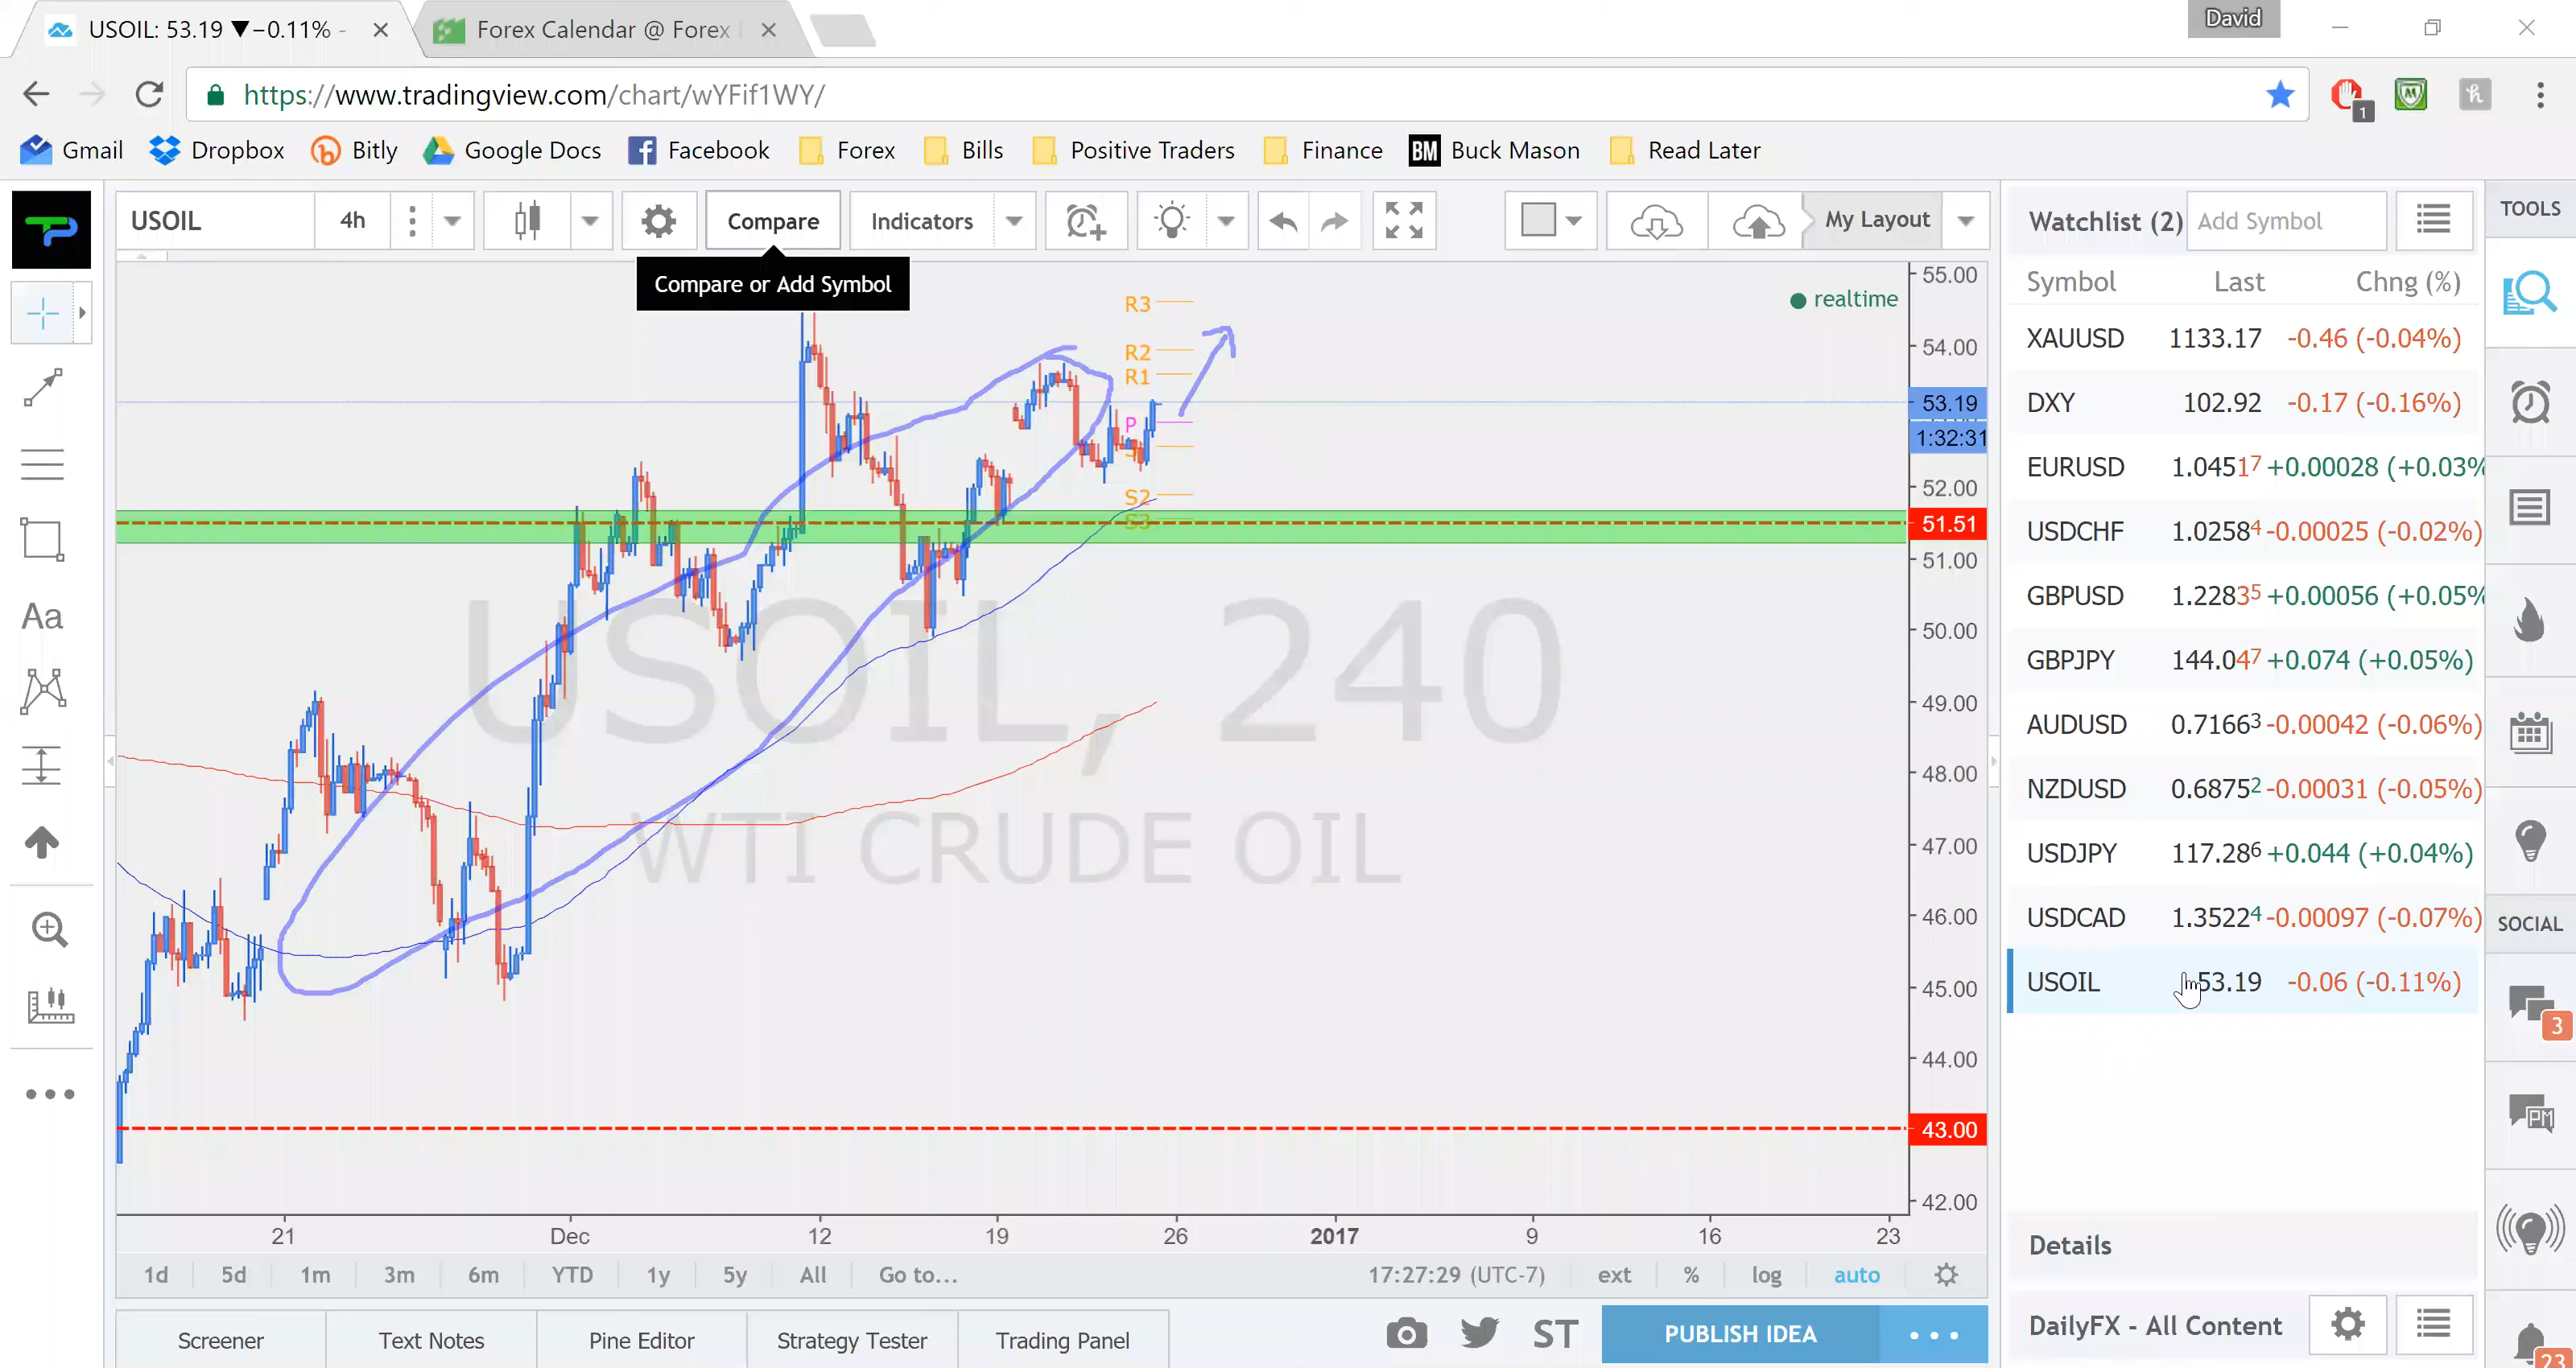 USOIL: 53.19 ▼−0.11% -
Forex Calendar @ Forex
David
https://www.tradingview.com/chart/wYFif1WY/
1
Gmail Dropbox Bitly Google Docs Facebook Forex Bills Positive Traders Finance BM Buck Mason Read Later
USOIL 4h Compare Indicators My Layout
Compare or Add Symbol
realtime
Watchlist (2) Add Symbol
TOOLS
Symbol Last Chng (%)
XAUUSD 1133.17 -0.46 (-0.04%)
DXY 102.92 -0.17 (-0.16%)
EURUSD 1.04517 +0.00028 (+0.03%
USDCHF 1.02584 -0.00025 (-0.02%)
GBPUSD 1.22835 +0.00056 (+0.05%
GBPJPY 144.047 +0.074 (+0.05%)
AUDUSD 0.71663 -0.00042 (-0.06%)
NZDUSD 0.68752 -0.00031 (-0.05%)
USDJPY 117.286 +0.044 (+0.04%)
USDCAD 1.35224 -0.00097 (-0.07%)
USOIL 53.19 -0.06 (-0.11%)
SOCIAL
3
PM
23
Aa
R3
R2
R1
P
S2
S3
USOIL, 240
WTI CRUDE OIL
55.00
54.00
53.19
1:32:31
52.00
51.51
51.00
50.00
49.00
48.00
47.00
46.00
45.00
44.00
43.00
42.00
21 Dec 12 19 26 2017 9 16 23
1d 5d 1m 3m 6m YTD 1y 5y All Go to... 17:27:29 (UTC-7) ext % log auto
Details
Screener Text Notes Pine Editor Strategy Tester Trading Panel
ST PUBLISH IDEA
DailyFX - All Content